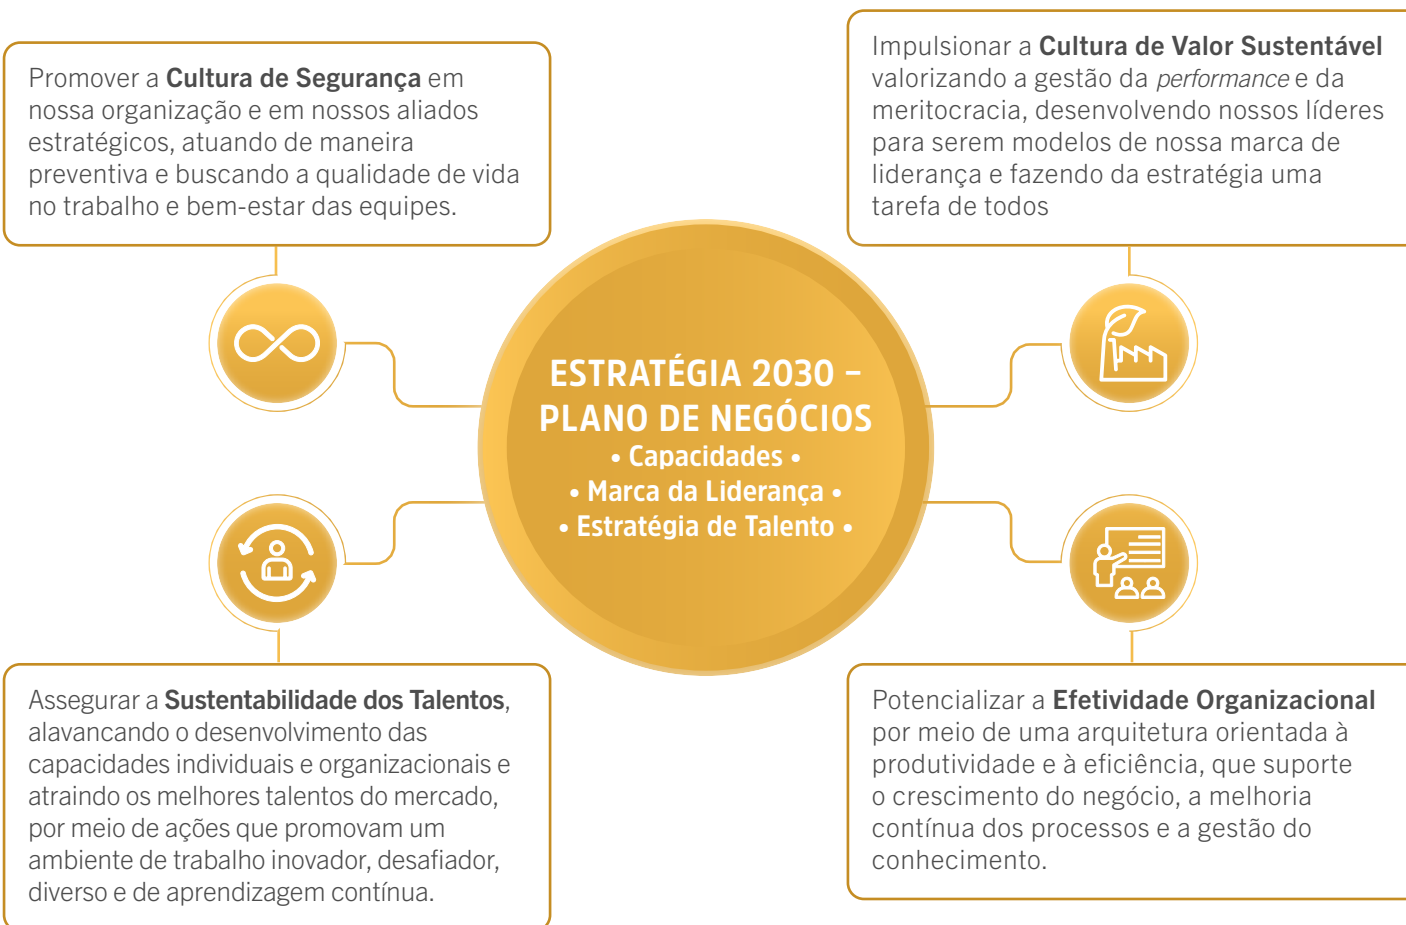 Promover a Cultura de Segurança em
nossa organização e em nossos aliados
estratégicos, atuando de maneira
preventiva e buscando a qualidade de vida
no trabalho e bem-estar das equipes.
Impulsionar a Cultura de Valor Sustentável
valorizando a gestão da performance e da
meritocracia, desenvolvendo nossos líderes
para serem modelos de nossa marca de
liderança e fazendo da estratégia uma
tarefa de todos
ESTRATÉGIA 2030 –
PLANO DE NEGÓCIOS
• Capacidades •
• Marca da Liderança •
• Estratégia de Talento •
Assegurar a Sustentabilidade dos Talentos,
alavancando o desenvolvimento das
capacidades individuais e organizacionais e
atraindo os melhores talentos do mercado,
por meio de ações que promovam um
ambiente de trabalho inovador, desafiador,
diverso e de aprendizagem contínua.
Potencializar a Efetividade Organizacional
por meio de uma arquitetura orientada à
produtividade e à eficiência, que suporte
o crescimento do negócio, a melhoria
contínua dos processos e a gestão do
conhecimento.